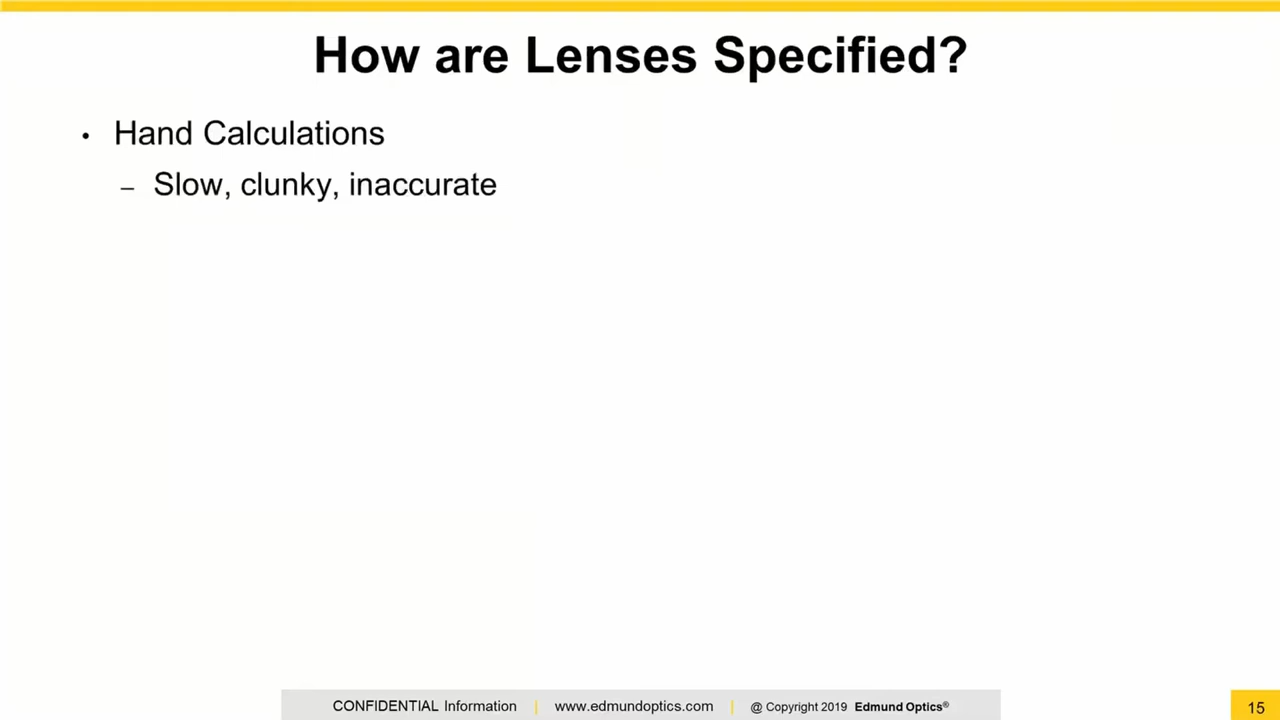 How are Lenses Specified?
• Hand Calculations
– Slow, clunky, inaccurate
CONFIDENTIAL Information | www.edmundoptics.com | @ Copyright 2019 Edmund Optics®
15